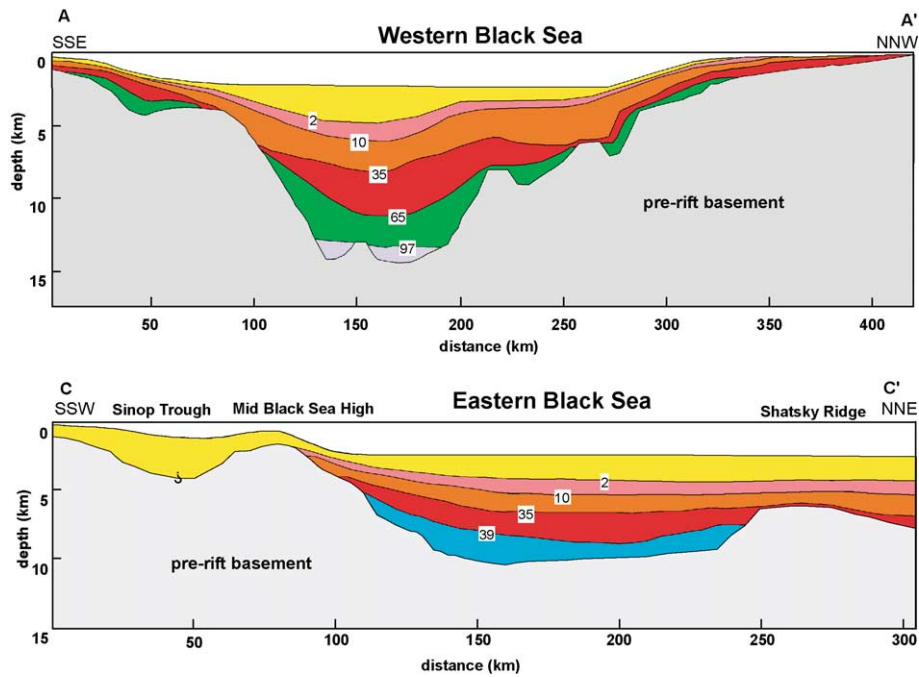 A
A'
SSE
Western Black Sea
NNW
0
5
10
15
depth (km)
2
10
35
65
97
pre-rift basement
50
100
150
200
250
300
350
400
distance (km)
C
C'
SSW
Sinop Trough
Mid Black Sea High
Eastern Black Sea
Shatsky Ridge
NNE
0
5
10
15
depth (km)
2
10
35
39
pre-rift basement
50
100
150
200
250
300
distance (km)